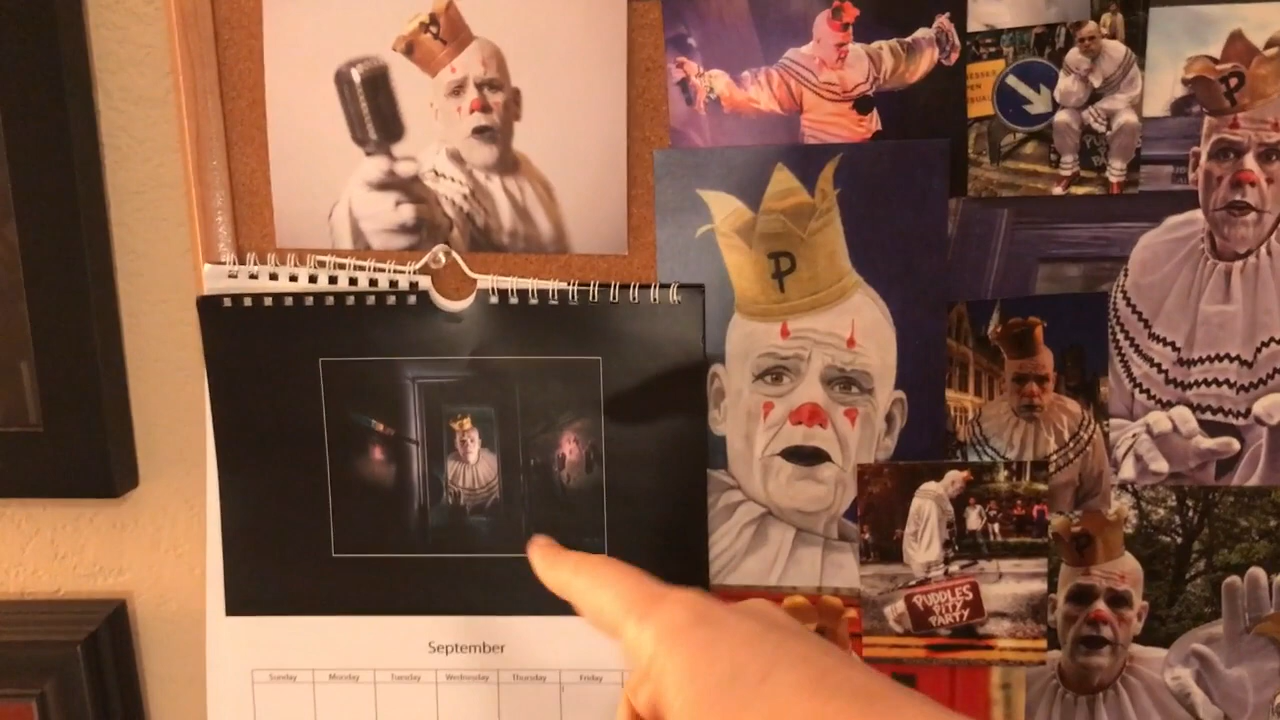 P
P
P
PUDDLES
PITY
PARTY
P
September
Sunday Monday Tuesday Wednesday Thursday Friday